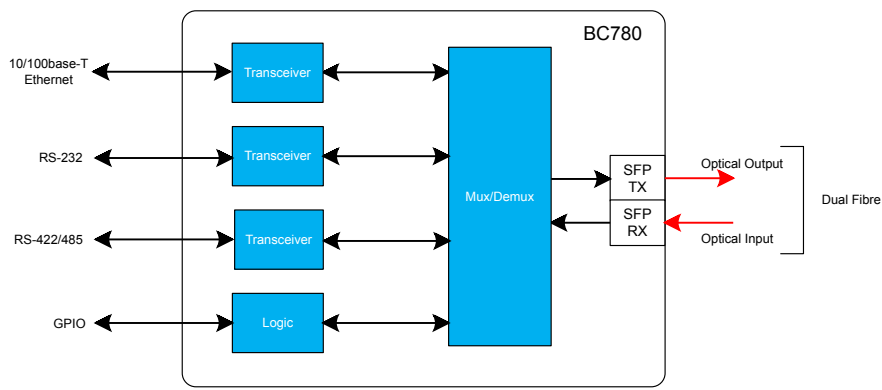 BC780
10/100base-T
Ethernet
Transceiver
RS-232
Transceiver
Mux/Demux
SFP
TX
Optical Output
Dual Fibre
SFP
RX
Optical Input
RS-422/485
Transceiver
GPIO
Logic